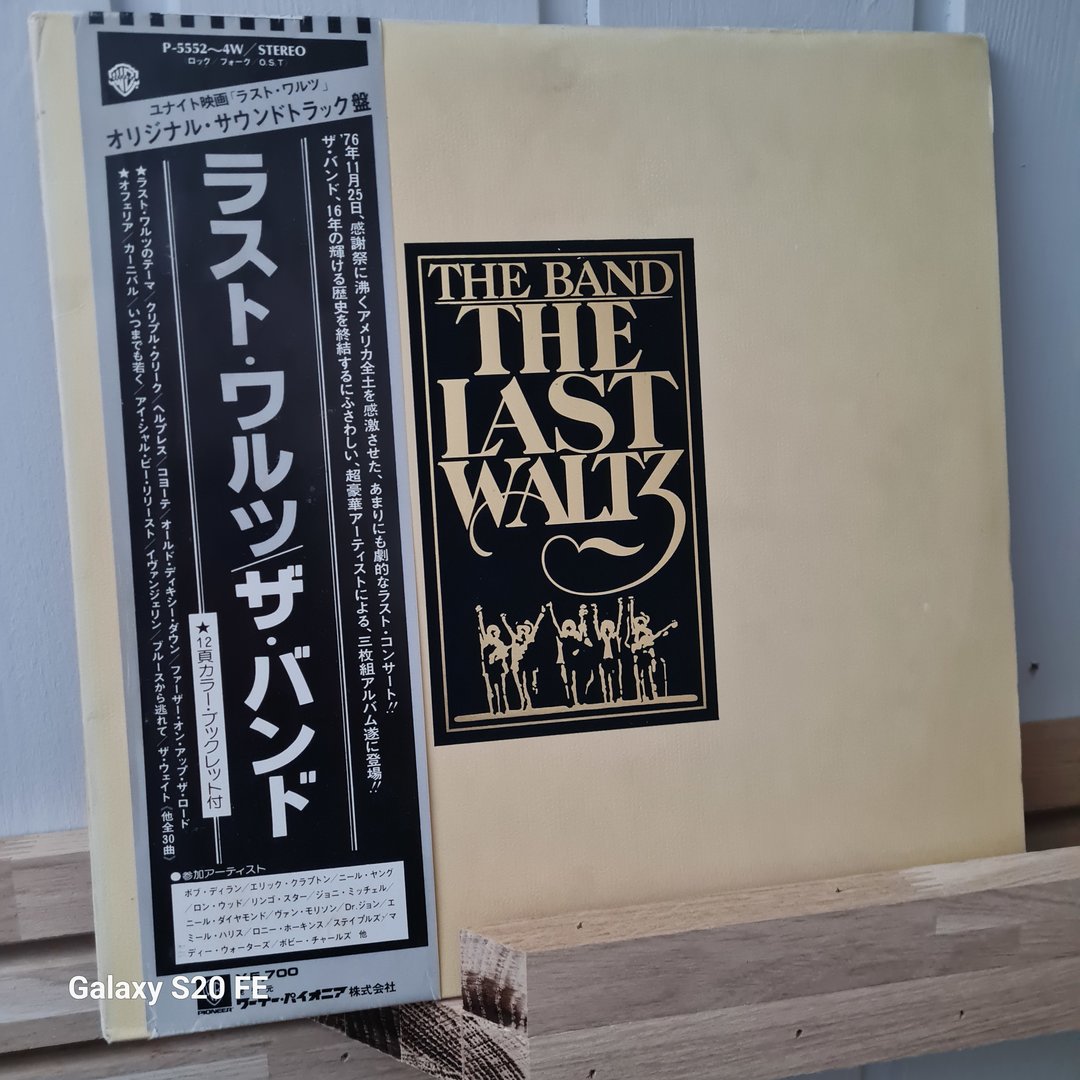 P-5552〜4W/STEREO
ロック/フォーク/O.S.T
ユナイト映画「ラスト・ワルツ」
オリジナル・サウンドトラック盤
'76年11月25日、感謝祭に沸くアメリカ全土を感激させた、あまりにも劇的なラスト・コンサート!!
ザ・バンド、16年の輝ける歴史を終結するにふさわしい、超豪華アーティストによる、三枚組アルバム遂に登場!!
ラスト・ワルツ/ザ・バンド
★12頁カラー・ブックレット付
★ラスト・ワルツのテーマ/クリプル・クリーク/ヘルプレス/コヨーテ/オールド・ディキシー・ダウン/ファーザー・オン・アップ・ザ・ロード
★オフェリア/カーニバル/いつまでも若く/アイ・シャル・ビー・リリースト/イヴァンジェリン/ブルースから逃れて/ザ・ウェイト《他全30曲》
●参加アーティスト
ボブ・ディラン/エリック・クラプトン/ニール・ヤング
/ロン・ウッド/リンゴ・スター/ジョニ・ミッチェル/
ニール・ダイヤモンド/ヴァン・モリソン/Dr.ジョン/エ
ミール・ハリス/ロニー・ホーキンス/ステイプルズ/マ
ディー・ウォーターズ/ボビー・チャールズ 他
¥5,700
元
PIONEER
ワーナー・パイオニア株式会社
THE BAND
THE
LAST
WALTZ
Galaxy S20 FE